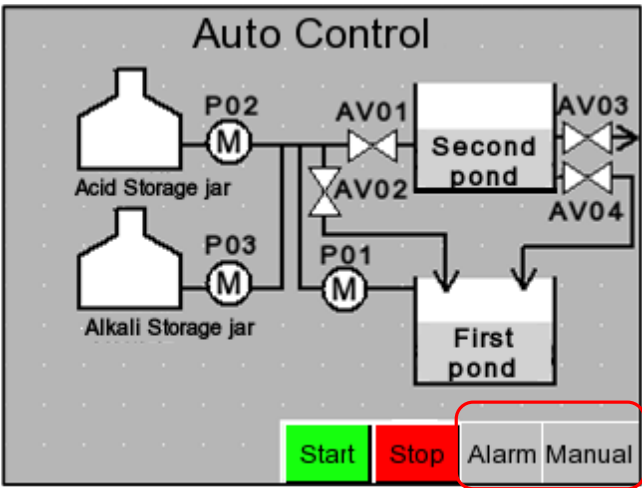 Auto Control
P02
AV01
AV03
M
Second
pond
Acid Storage jar
AV02
AV04
P03
P01
M
M
Alkali Storage jar
First
pond
Start
Stop
Alarm
Manual